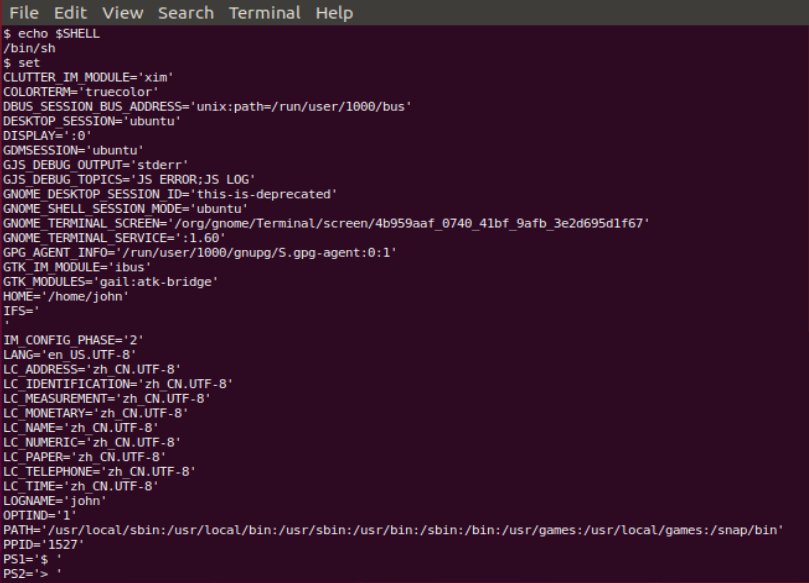 File Edit View Search Terminal Help
$ echo $SHELL
/bin/sh
$ set
CLUTTER_IM_MODULE='xim'
COLORTERM='truecolor'
DBUS_SESSION_BUS_ADDRESS='unix:path=/run/user/1000/bus'
DESKTOP_SESSION='ubuntu'
DISPLAY=':0'
GDMSESSION='ubuntu'
GJS_DEBUG_OUTPUT='stderr'
GJS_DEBUG_TOPICS='JS ERROR;JS LOG'
GNOME_DESKTOP_SESSION_ID='this-is-deprecated'
GNOME_SHELL_SESSION_MODE='ubuntu'
GNOME_TERMINAL_SCREEN='/org/gnome/Terminal/screen/4b959aaf_0740_41bf_9afb_3e2d695d1f67'
GNOME_TERMINAL_SERVICE=':1.60'
GPG_AGENT_INFO='/run/user/1000/gnupg/S.gpg-agent:0:1'
GTK_IM_MODULE='ibus'
GTK_MODULES='gail:atk-bridge'
HOME='/home/john'
IFS='
'
IM_CONFIG_PHASE='2'
LANG='en_US.UTF-8'
LC_ADDRESS='zh_CN.UTF-8'
LC_IDENTIFICATION='zh_CN.UTF-8'
LC_MEASUREMENT='zh_CN.UTF-8'
LC_MONETARY='zh_CN.UTF-8'
LC_NAME='zh_CN.UTF-8'
LC_NUMERIC='zh_CN.UTF-8'
LC_PAPER='zh_CN.UTF-8'
LC_TELEPHONE='zh_CN.UTF-8'
LC_TIME='zh_CN.UTF-8'
LOGNAME='john'
OPTIND='1'
PATH='/usr/local/sbin:/usr/local/bin:/usr/sbin:/usr/bin:/sbin:/bin:/usr/games:/usr/local/games:/snap/bin'
PPID='1527'
PS1='$ '
PS2='> '